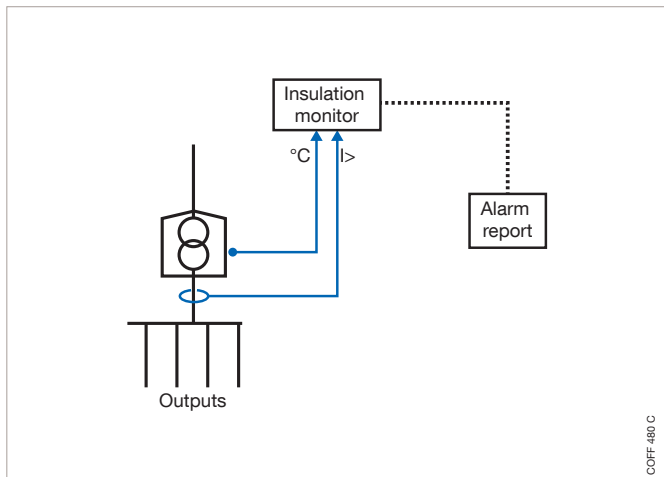 Insulation
monitor
°C
I>
Alarm
report
Outputs
COFF 480 C